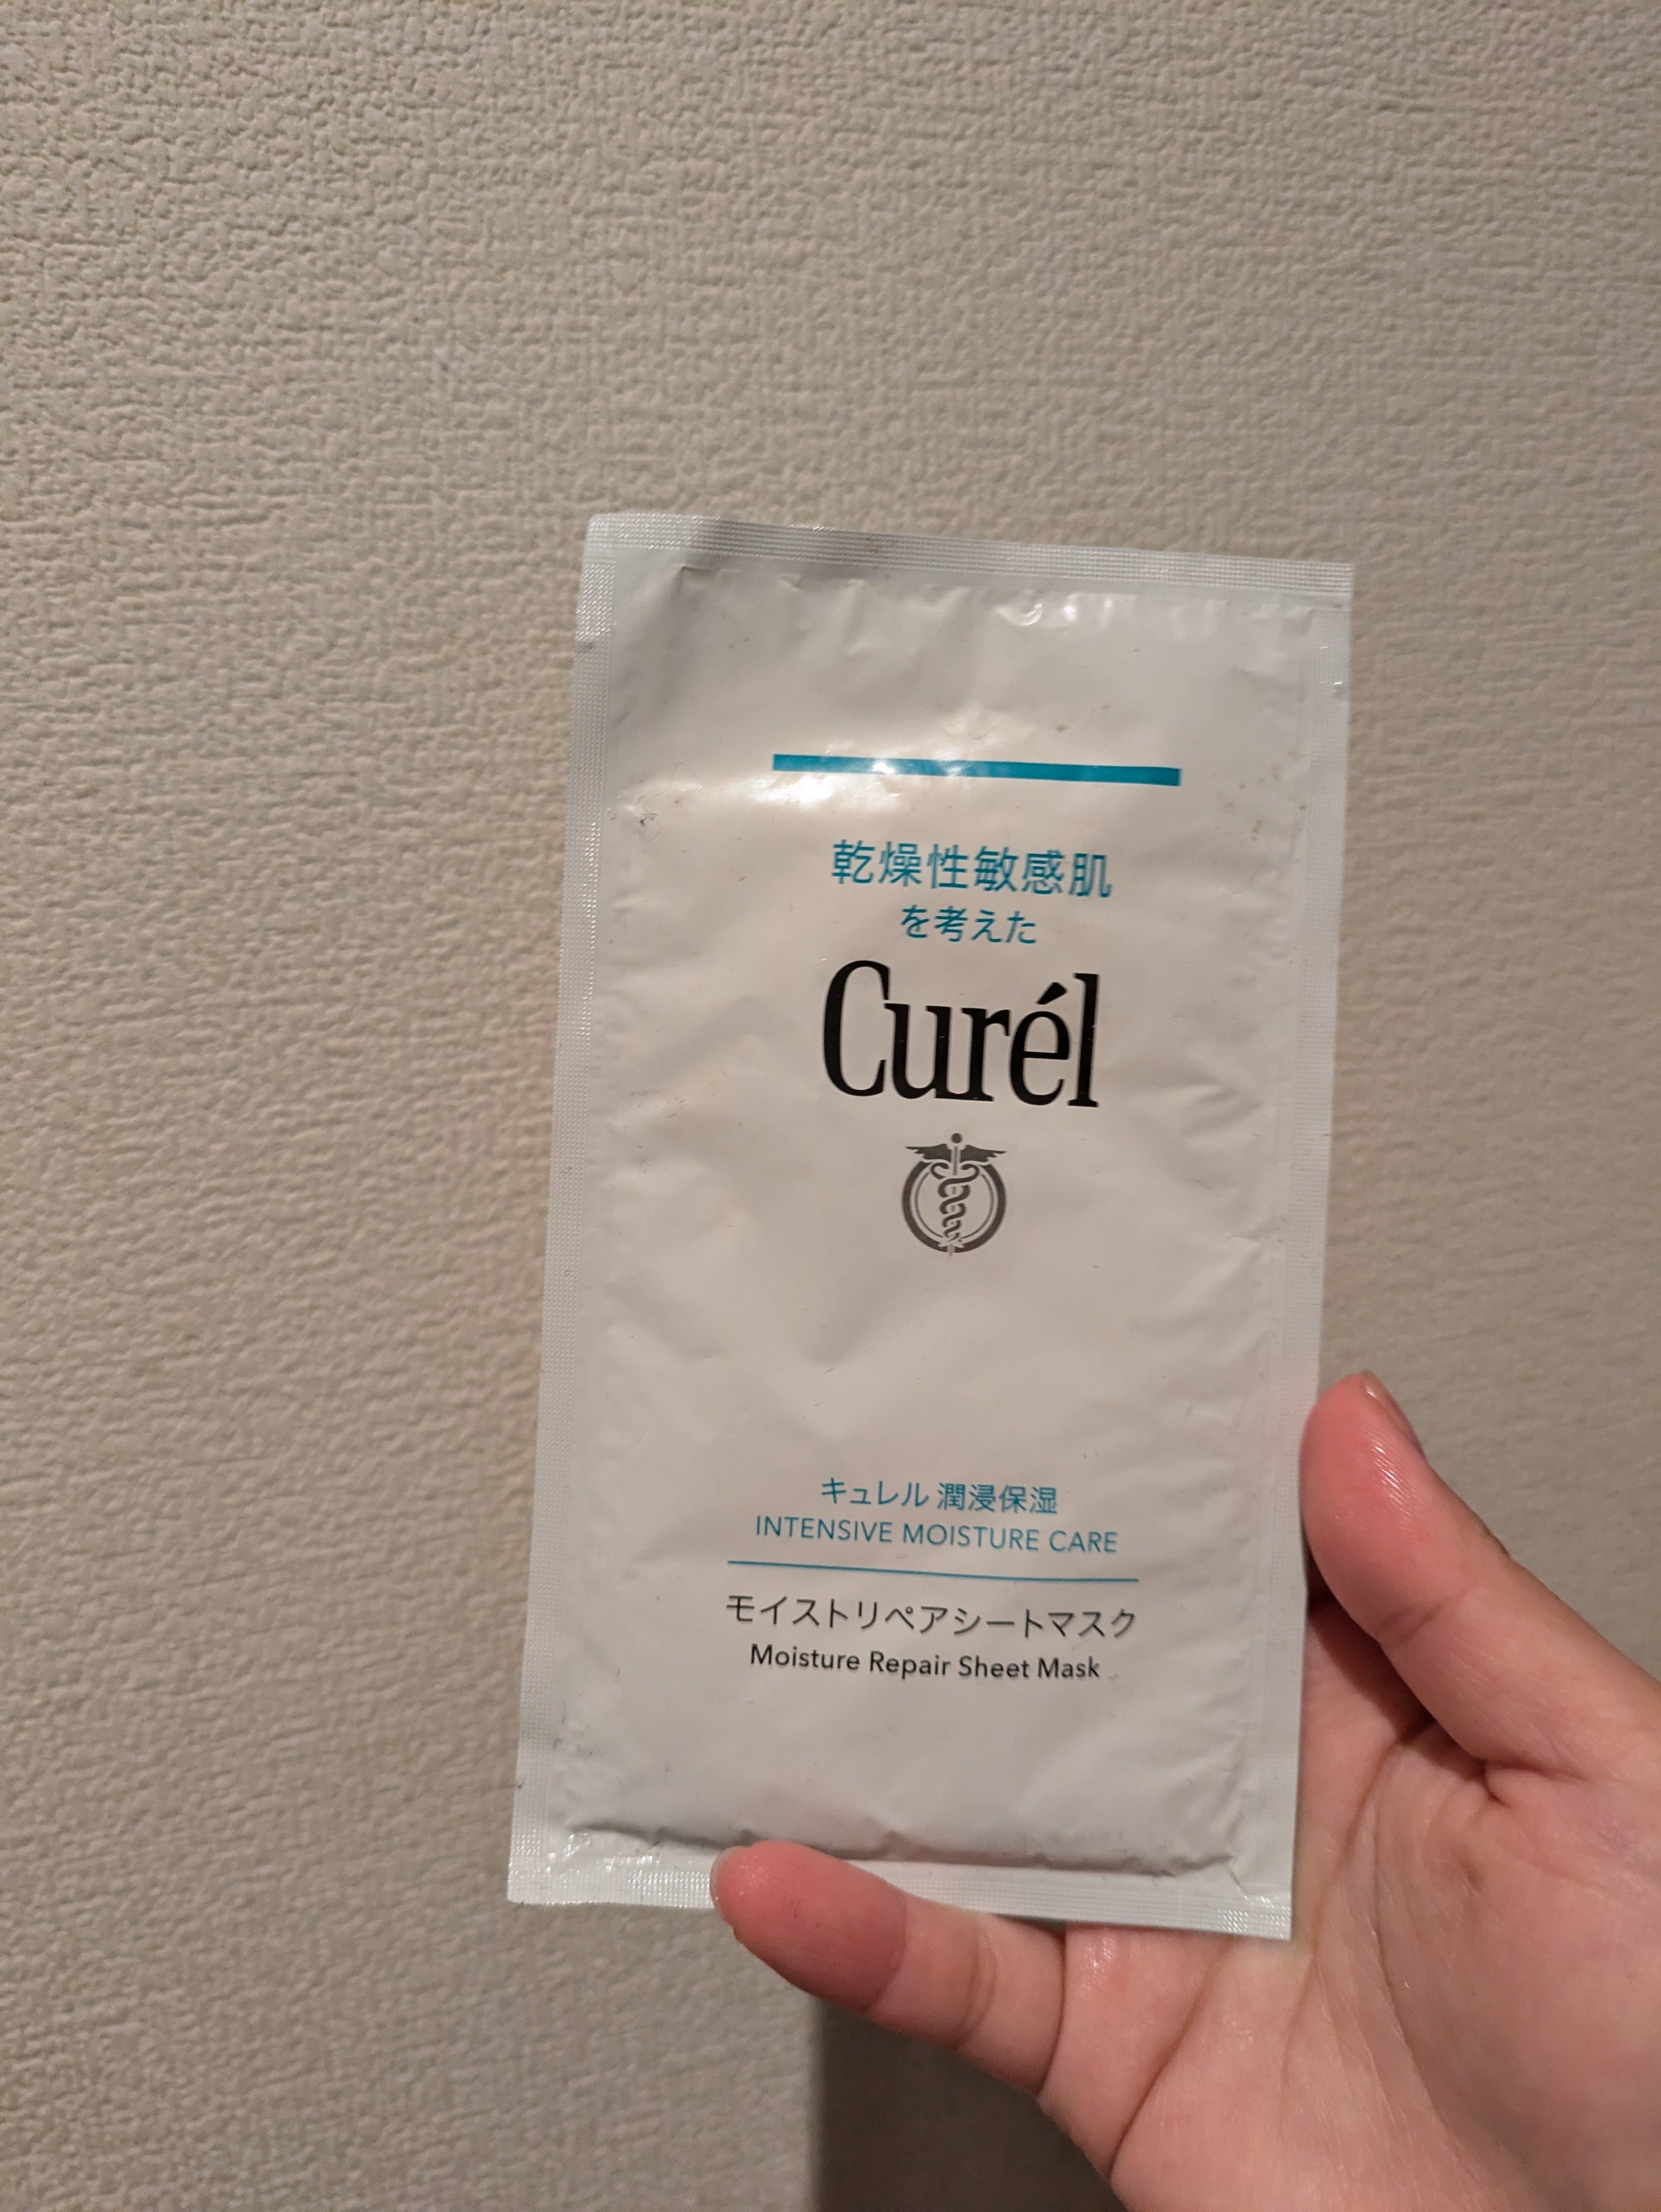 乾燥性敏感肌
を考えた
Curél
キュレル 潤浸保湿
INTENSIVE MOISTURE CARE
モイストリペアシートマスク
Moisture Repair Sheet Mask